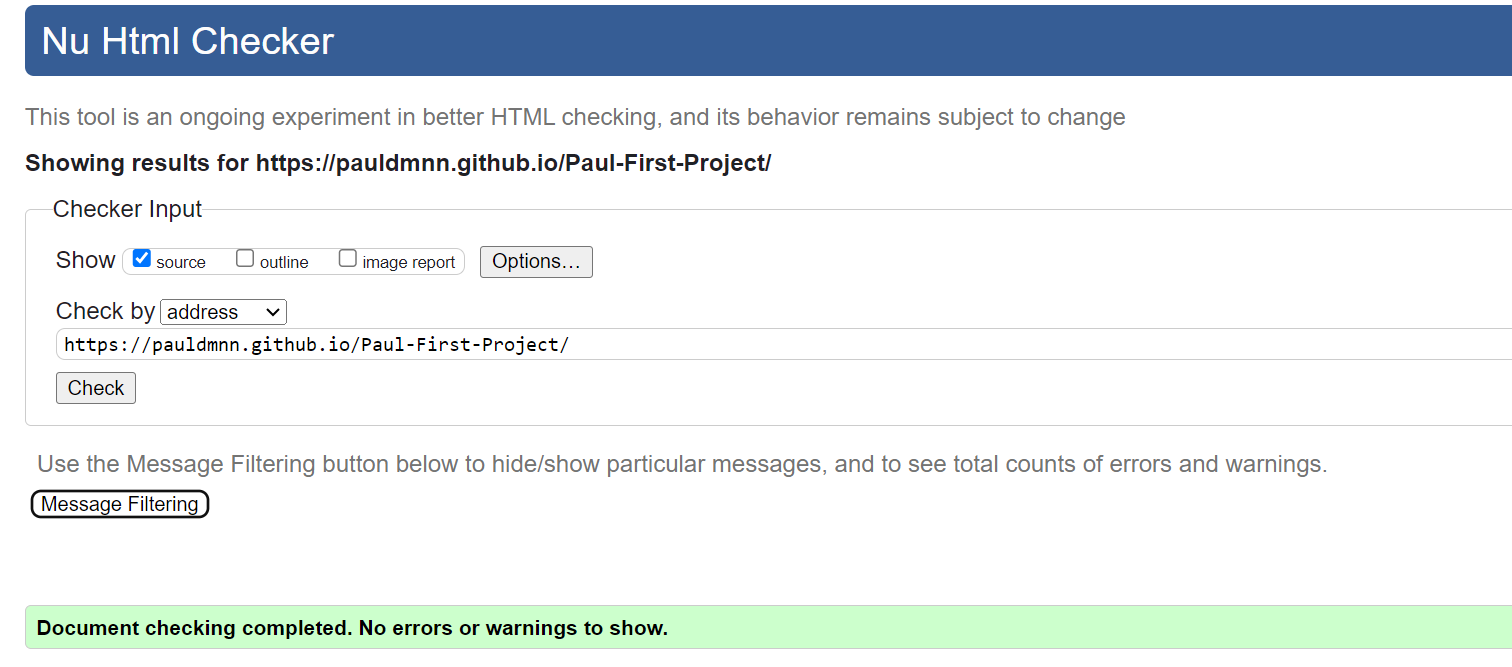 Nu Html Checker
This tool is an ongoing experiment in better HTML checking, and its behavior remains subject to change
Showing results for https://pauldmnn.github.io/Paul-First-Project/
Checker Input
Show source outline image report Options...
Check by address
https://pauldmnn.github.io/Paul-First-Project/
Check
Use the Message Filtering button below to hide/show particular messages, and to see total counts of errors and warnings.
Message Filtering
Document checking completed. No errors or warnings to show.